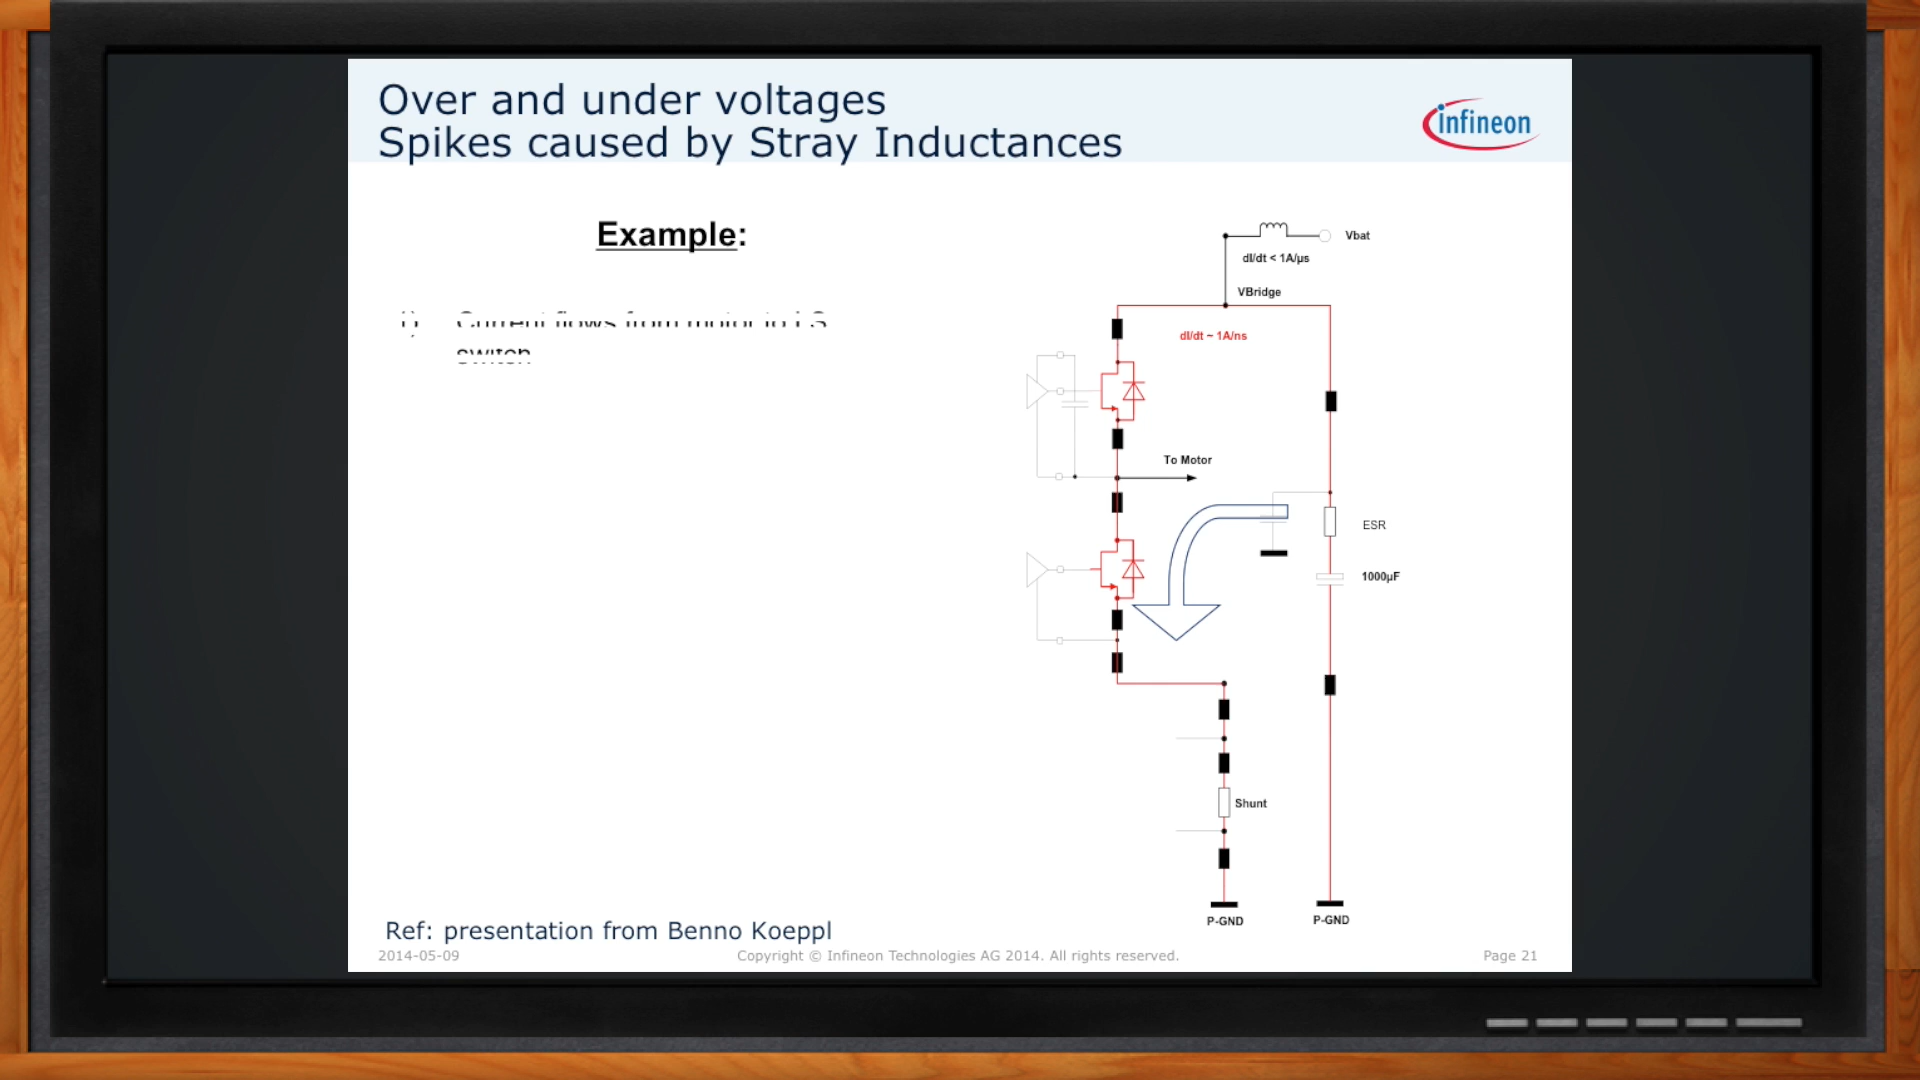 Over and under voltages
Spikes caused by Stray Inductances
infineon
Example:
Current flows from motor to LS
switch
Vbat
dI/dt < 1A/µs
VBridge
dI/dt ~ 1A/ns
To Motor
ESR
1000µF
Shunt
P-GND
P-GND
Ref: presentation from Benno Koeppl
2014-05-09
Copyright © Infineon Technologies AG 2014. All rights reserved.
Page 21